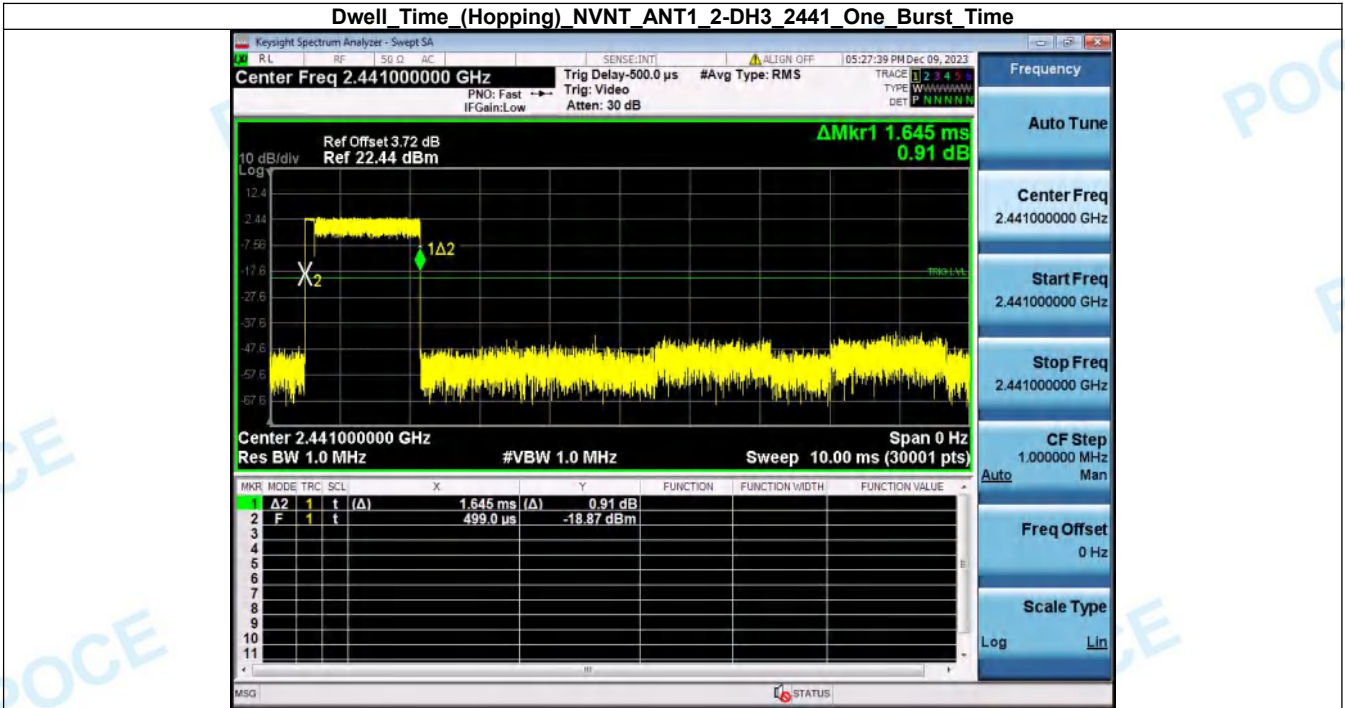 Dwell_Time_(Hopping)_NVNT_ANT1_2-DH3_2441_One_Burst_Time
Keysight Spectrum Analyzer - Swept SA
RL RF 50 Ω AC SENSE:INT ALIGN OFF 05:27:39 PM Dec 09, 2023
Center Freq 2.441000000 GHz
PNO: Fast
IFGain:Low
Trig Delay-500.0 µs
Trig: Video
Atten: 30 dB
#Avg Type: RMS
TRACE 1 2 3 4 5 6
TYPE W
DET P N N N N N
Frequency
Auto Tune
Center Freq
2.441000000 GHz
Start Freq
2.441000000 GHz
Stop Freq
2.441000000 GHz
CF Step
1.000000 MHz
Auto Man
Freq Offset
0 Hz
Scale Type
Log Lin
ΔMkr1 1.645 ms
0.91 dB
Ref Offset 3.72 dB
10 dB/div Ref 22.44 dBm
Log
12.4
2.44
-7.56
-17.6
-27.6
-37.6
-47.6
-57.6
-67.6
1Δ2
X2
TRIG LVL
Center 2.441000000 GHz Span 0 Hz
Res BW 1.0 MHz #VBW 1.0 MHz Sweep 10.00 ms (30001 pts)
MKR MODE TRC SCL X Y FUNCTION FUNCTION WIDTH FUNCTION VALUE
1 Δ2 1 t (Δ) 1.645 ms (Δ) 0.91 dB
2 F 1 t 499.0 µs -18.87 dBm
3
4
5
6
7
8
9
10
11
MSG STATUS
POCE